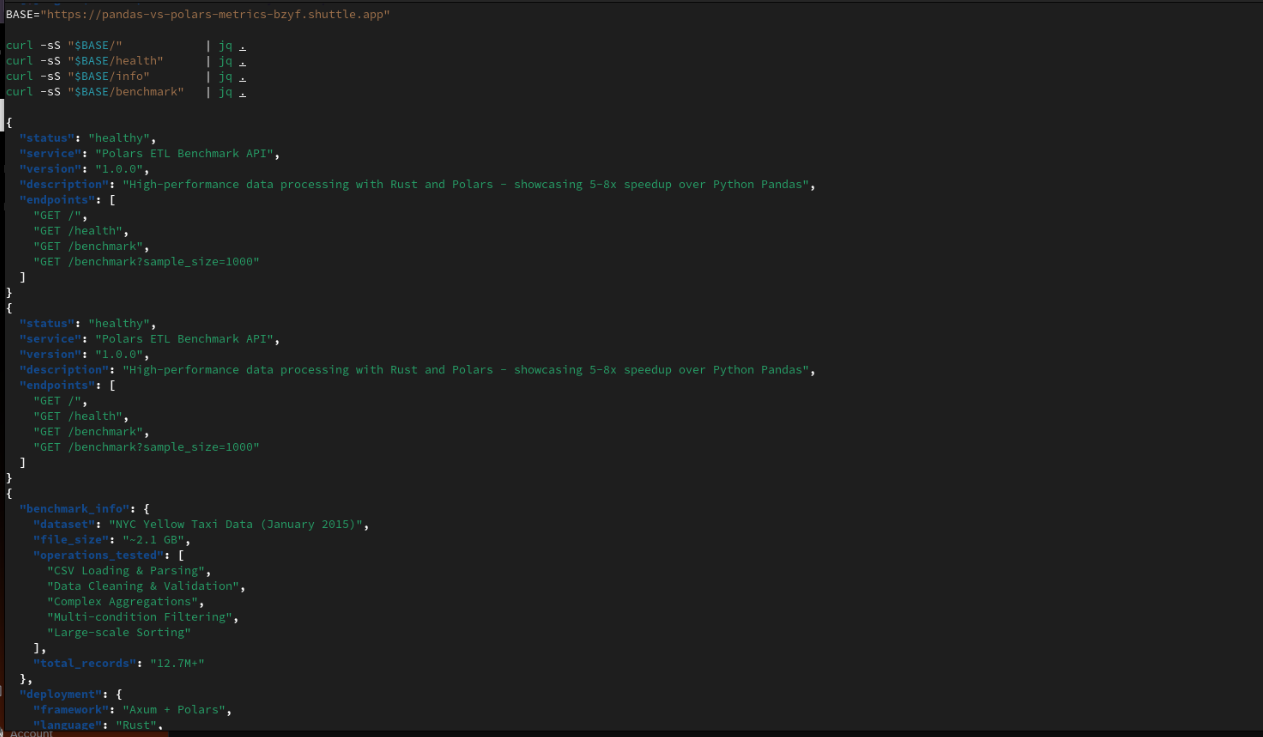 BASE="https://pandas-vs-polars-metrics-bzyf.shuttle.app"
curl -sS "$BASE/" | jq .
curl -sS "$BASE/health" | jq .
curl -sS "$BASE/info" | jq .
curl -sS "$BASE/benchmark" | jq .
{
"status": "healthy",
"service": "Polars ETL Benchmark API",
"version": "1.0.0",
"description": "High-performance data processing with Rust and Polars - showcasing 5-8x speedup over Python Pandas",
"endpoints": [
"GET /",
"GET /health",
"GET /benchmark",
"GET /benchmark?sample_size=1000"
]
}
{
"status": "healthy",
"service": "Polars ETL Benchmark API",
"version": "1.0.0",
"description": "High-performance data processing with Rust and Polars - showcasing 5-8x speedup over Python Pandas",
"endpoints": [
"GET /",
"GET /health",
"GET /benchmark",
"GET /benchmark?sample_size=1000"
]
}
{
"benchmark_info": {
"dataset": "NYC Yellow Taxi Data (January 2015)",
"file_size": "~2.1 GB",
"operations_tested": [
"CSV Loading & Parsing",
"Data Cleaning & Validation",
"Complex Aggregations",
"Multi-condition Filtering",
"Large-scale Sorting"
],
"total_records": "12.7M+"
},
"deployment": {
"framework": "Axum + Polars",
"language": "Rust",
Account